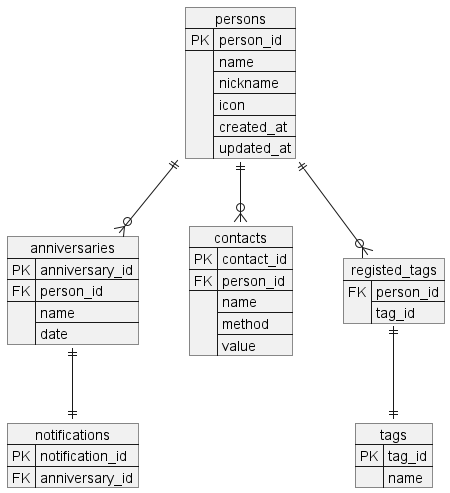 persons
PK person_id
name
nickname
icon
created_at
updated_at
anniversaries
PK anniversary_id
FK person_id
name
date
contacts
PK contact_id
FK person_id
name
method
value
registed_tags
FK person_id
tag_id
notifications
PK notification_id
FK anniversary_id
tags
PK tag_id
name